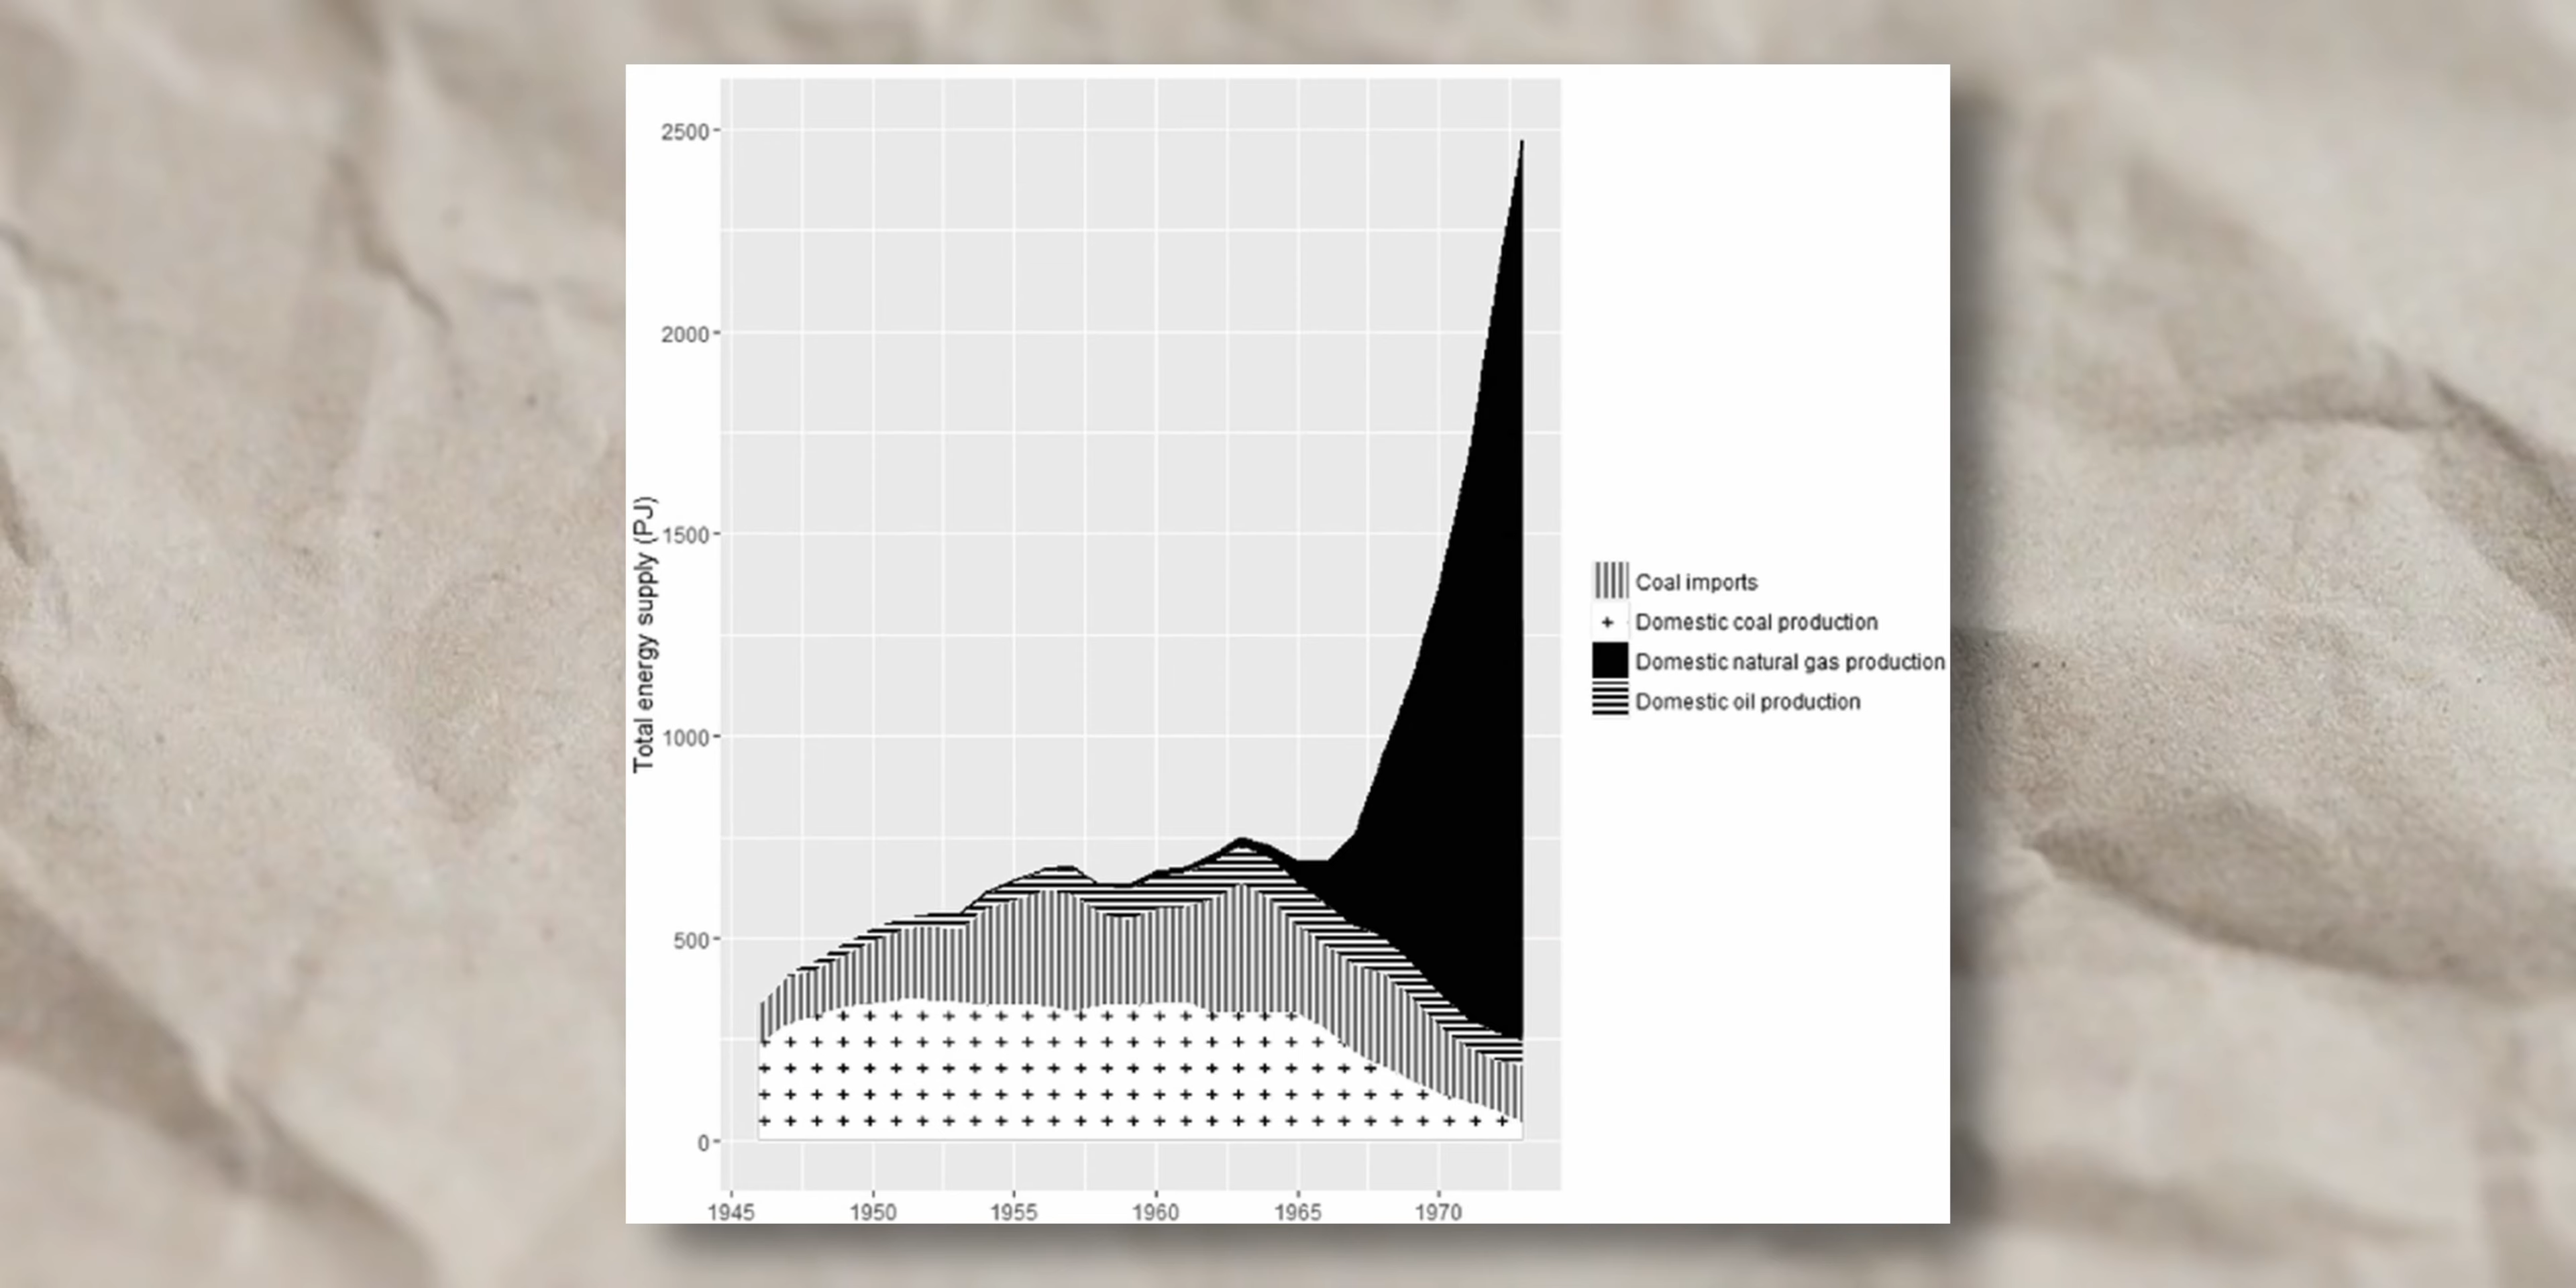 2500
2000
1500
1000
500
0
Total energy supply (PJ)
1945 1950 1955 1960 1965 1970
Coal imports
Domestic coal production
Domestic natural gas production
Domestic oil production